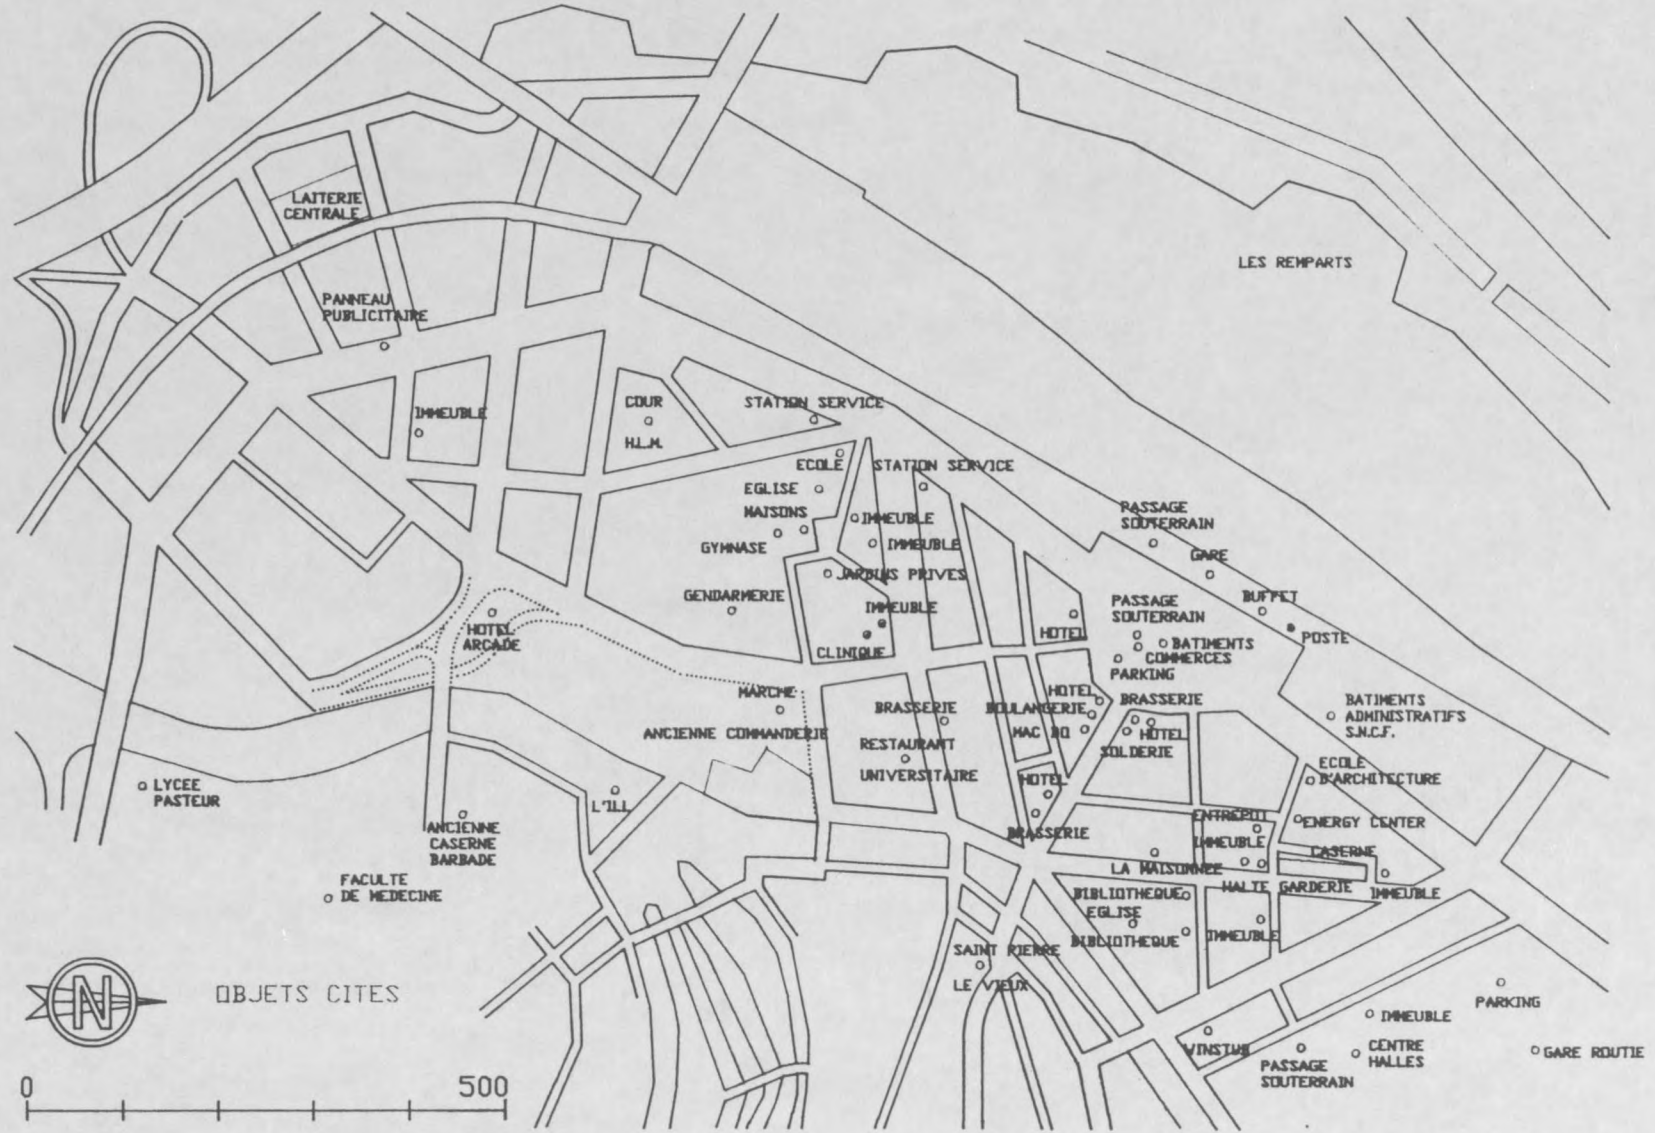 LAITERIE
CENTRALE
LES REMPARTS
PANNEAU
PUBLICITAIRE
IMMEUBLE
COUR
H.L.M.
STATION SERVICE
ECOLE
STATION SERVICE
EGLISE
MAISONS
IMMEUBLE
GYMNASE
IMMEUBLE
JARDINS PRIVES
GENDARMERIE
IMMEUBLE
CLINIQUE
PASSAGE
SOUTERRAIN
GARE
BUFFET
POSTE
PASSAGE
SOUTERRAIN
HOTEL
BATIMENTS
COMMERCES
PARKING
HOTEL
ARCADE
MARCHE
ANCIENNE COMMANDERIE
BRASSERIE
RESTAURANT
UNIVERSITAIRE
HOTEL
BOULANGERIE
MAC DO
BRASSERIE
HOTEL
SOLDERIE
HOTEL
BRASSERIE
BATIMENTS
ADMINISTRATIFS
S.N.C.F.
ECOLE
D'ARCHITECTURE
ENTREPOT
ENERGY CENTER
IMMEUBLE
CASERNE
LA MAISONNEE
HALTE GARDERIE
IMMEUBLE
BIBLIOTHEQUE
EGLISE
BIBLIOTHEQUE
IMMEUBLE
LYCEE
PASTEUR
L'ILL
ANCIENNE
CASERNE
BARBADE
FACULTE
DE MEDECINE
SAINT PIERRE
LE VIEUX
PARKING
IMMEUBLE
VINSTUB
PASSAGE
SOUTERRAIN
CENTRE
HALLES
GARE ROUTIE
N
OBJETS CITES
0 500